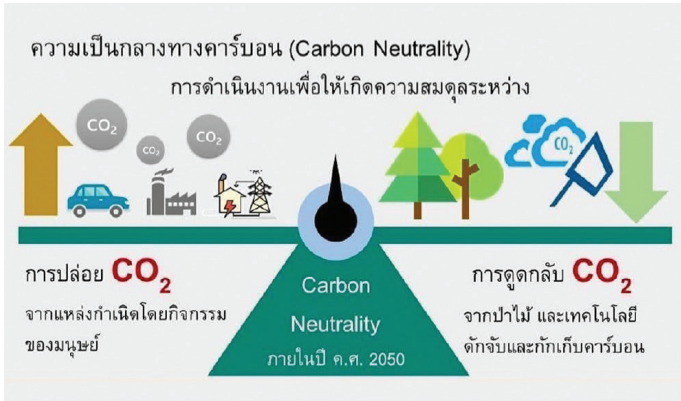 ความเป็นกลางทางคาร์บอน (Carbon Neutrality)
การดำเนินงานเพื่อให้เกิดความสมดุลระหว่าง
CO2
CO2
CO2
CO2
การปล่อย CO2
จากแหล่งกำเนิดโดยกิจกรรม
ของมนุษย์
Carbon
Neutrality
ภายในปี ค.ศ. 2050
การดูดกลับ CO2
จากป่าไม้ และเทคโนโลยี
ดักจับและกักเก็บคาร์บอน